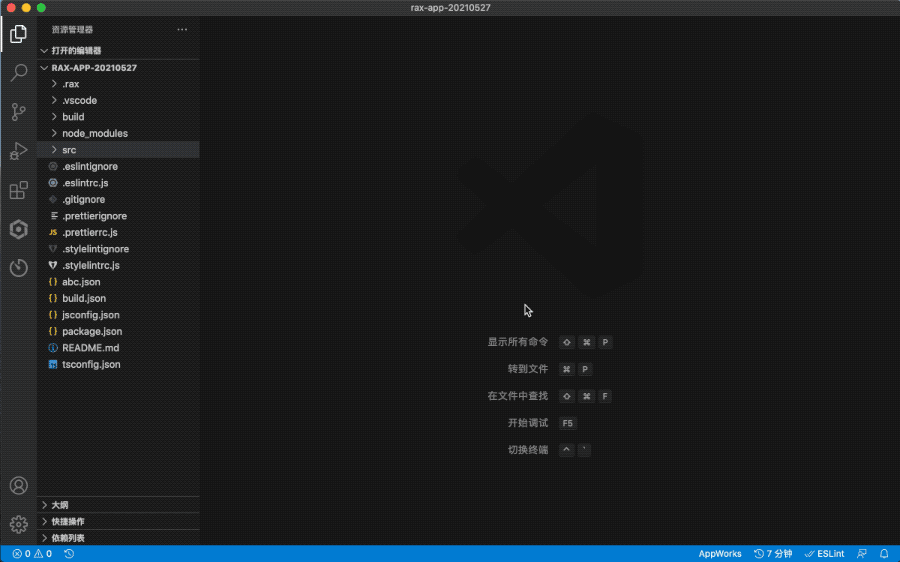 rax-app-20210527
资源管理器
打开的编辑器
RAX-APP-20210527
.rax
.vscode
build
node_modules
src
.eslintignore
.eslintrc.js
.gitignore
.prettierignore
JS .prettierrc.js
.stylelintignore
.stylelintrc.js
{} abc.json
{} build.json
{} jsconfig.json
{} package.json
README.md
tsconfig.json
显示所有命令 ⇧ ⌘ P
转到文件 ⌘ P
在文件中查找 ⇧ ⌘ F
开始调试 F5
切换终端 ^ `
大纲
快捷操作
依赖列表
0 0 AppWorks 7 分钟 ESLint